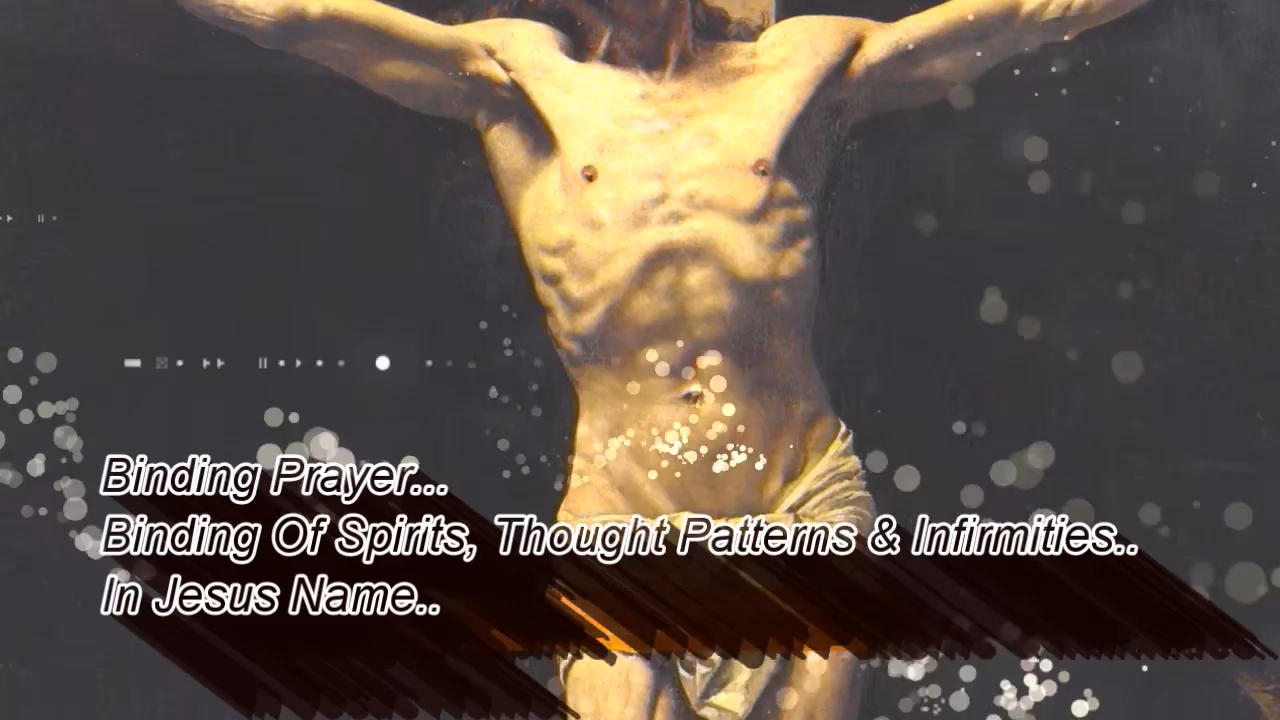 Binding Prayer...
Binding Of Spirits, Thought Patterns & Infirmities..
In Jesus Name..